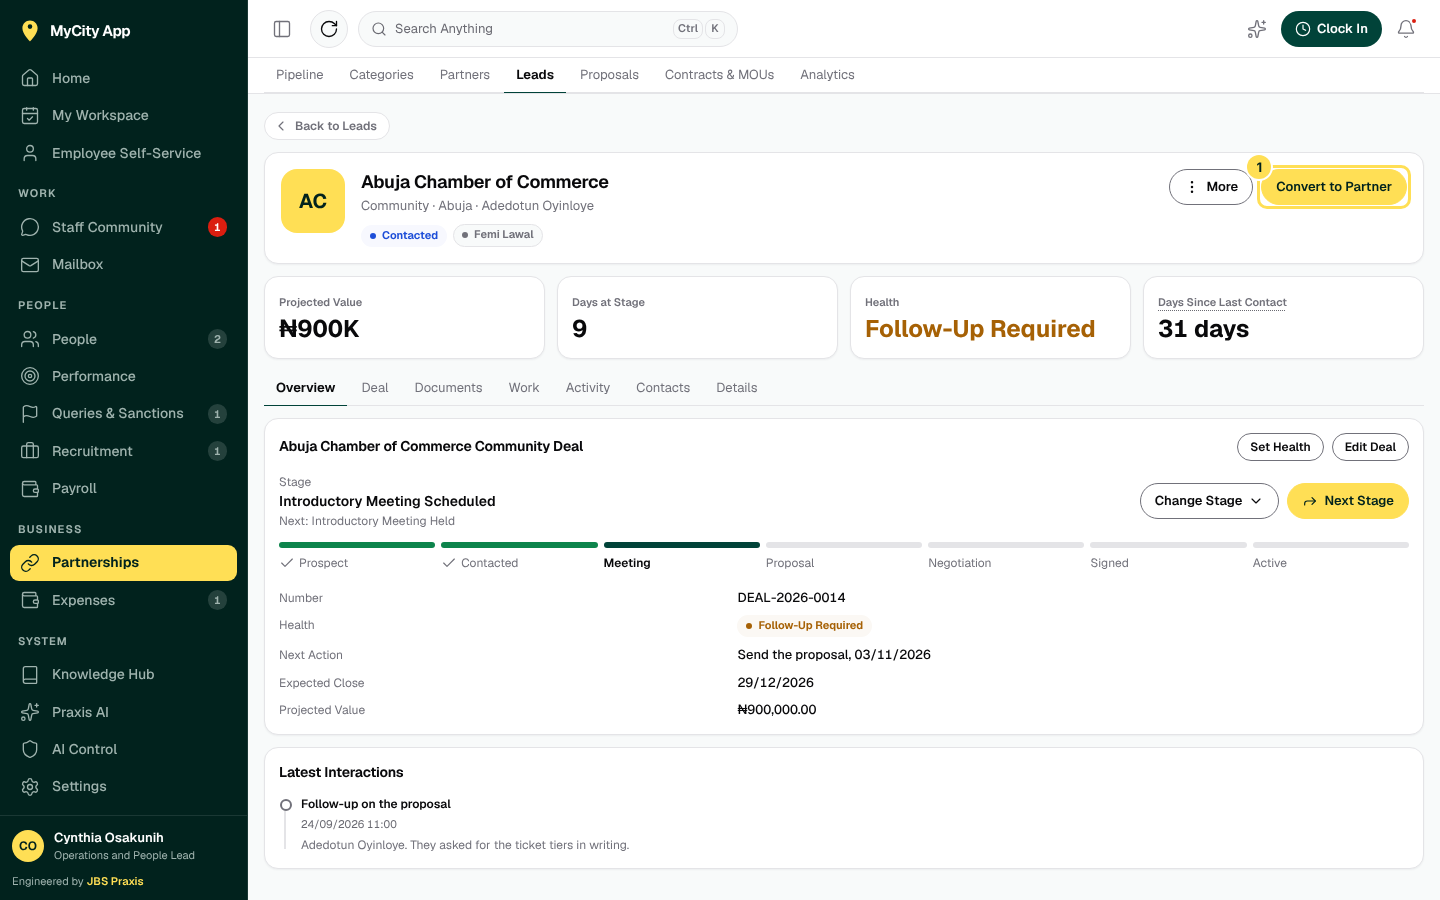 MyCity App
Home
My Workspace
Employee Self-Service
WORK
Staff Community 1
Mailbox
PEOPLE
People 2
Performance
Queries & Sanctions 1
Recruitment 1
Payroll
BUSINESS
Partnerships
Expenses 1
SYSTEM
Knowledge Hub
Praxis AI
AI Control
Settings
CO
Cynthia Osakunih
Operations and People Lead
Engineered by JBS Praxis
Search Anything Ctrl K
Clock In
Pipeline Categories Partners Leads Proposals Contracts & MOUs Analytics
Back to Leads
AC
Abuja Chamber of Commerce
Community · Abuja · Adedotun Oyinloye
Contacted Femi Lawal
More
1
Convert to Partner
Projected Value
₦900K
Days at Stage
9
Health
Follow-Up Required
Days Since Last Contact
31 days
Overview Deal Documents Work Activity Contacts Details
Abuja Chamber of Commerce Community Deal
Set Health Edit Deal
Stage
Introductory Meeting Scheduled
Next: Introductory Meeting Held
Change Stage Next Stage
Prospect Contacted Meeting Proposal Negotiation Signed Active
Number DEAL-2026-0014
Health Follow-Up Required
Next Action Send the proposal, 03/11/2026
Expected Close 29/12/2026
Projected Value ₦900,000.00
Latest Interactions
Follow-up on the proposal
24/09/2026 11:00
Adedotun Oyinloye. They asked for the ticket tiers in writing.